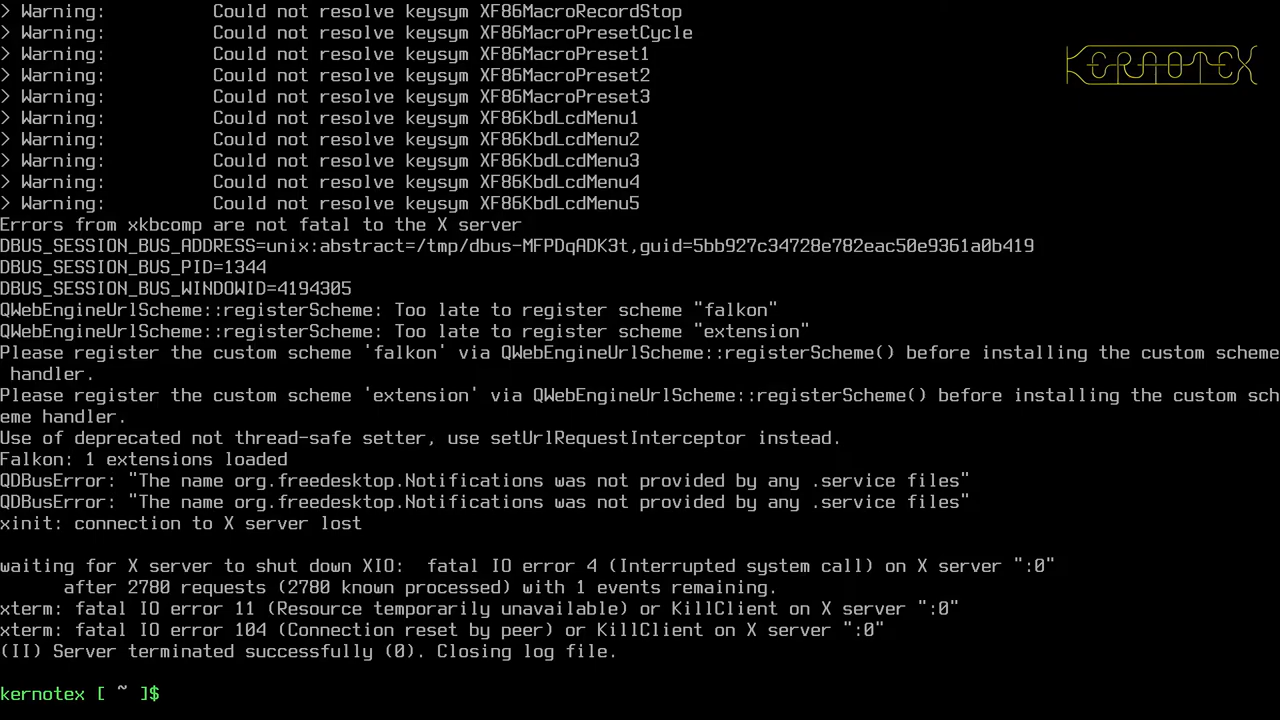 > Warning:          Could not resolve keysym XF86MacroRecordStop
> Warning:          Could not resolve keysym XF86MacroPresetCycle
> Warning:          Could not resolve keysym XF86MacroPreset1
> Warning:          Could not resolve keysym XF86MacroPreset2
> Warning:          Could not resolve keysym XF86MacroPreset3
> Warning:          Could not resolve keysym XF86KbdLcdMenu1
> Warning:          Could not resolve keysym XF86KbdLcdMenu2
> Warning:          Could not resolve keysym XF86KbdLcdMenu3
> Warning:          Could not resolve keysym XF86KbdLcdMenu4
> Warning:          Could not resolve keysym XF86KbdLcdMenu5
KERNOTEX
Errors from xkbcomp are not fatal to the X server
DBUS_SESSION_BUS_ADDRESS=unix:abstract=/tmp/dbus-MFPDqADK3t,guid=5bb927c34728e782eac50e9361a0b419
DBUS_SESSION_BUS_PID=1344
DBUS_SESSION_BUS_WINDOWID=4194305
QWebEngineUrlScheme::registerScheme: Too late to register scheme "falkon"
QWebEngineUrlScheme::registerScheme: Too late to register scheme "extension"
Please register the custom scheme 'falkon' via QWebEngineUrlScheme::registerScheme() before installing the custom scheme
 handler.
Please register the custom scheme 'extension' via QWebEngineUrlScheme::registerScheme() before installing the custom sch
eme handler.
Use of deprecated not thread-safe setter, use setUrlRequestInterceptor instead.
Falkon: 1 extensions loaded
QDBusError: "The name org.freedesktop.Notifications was not provided by any .service files"
QDBusError: "The name org.freedesktop.Notifications was not provided by any .service files"
xinit: connection to X server lost
waiting for X server to shut down XIO:  fatal IO error 4 (Interrupted system call) on X server ":0"
      after 2780 requests (2780 known processed) with 1 events remaining.
xterm: fatal IO error 11 (Resource temporarily unavailable) or KillClient on X server ":0"
xterm: fatal IO error 104 (Connection reset by peer) or KillClient on X server ":0"
(II) Server terminated successfully (0). Closing log file.
kernotex [ ~ ]$